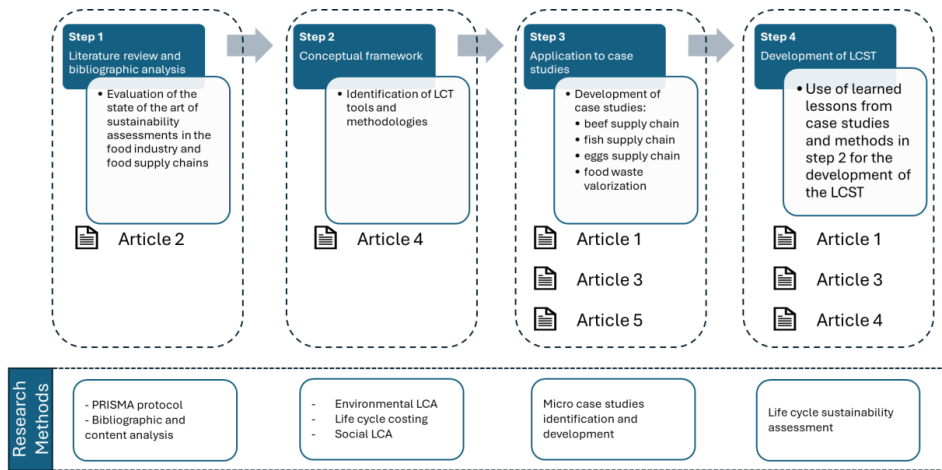 Step 1
Literature review and
bibliographic analysis
• Evaluation of the
state of the art of
sustainability
assessments in the
food industry and
food supply chains
Article 2
Step 2
Conceptual framework
• Identification of LCT
tools and
methodologies
Article 4
Step 3
Application to case
studies
• Development of
case studies:
• beef supply chain
• fish supply chain
• eggs supply chain
• food waste
valorization
Article 1
Article 3
Article 5
Step 4
Development of LCST
• Use of learned
lessons from
case studies
and methods in
step 2 for the
development of
the LCST
Article 1
Article 3
Article 4
Research
Methods
- PRISMA protocol
- Bibliographic and
content analysis
- Environmental LCA
- Life cycle costing
- Social LCA
Micro case studies
identification and
development
Life cycle sustainability
assessment